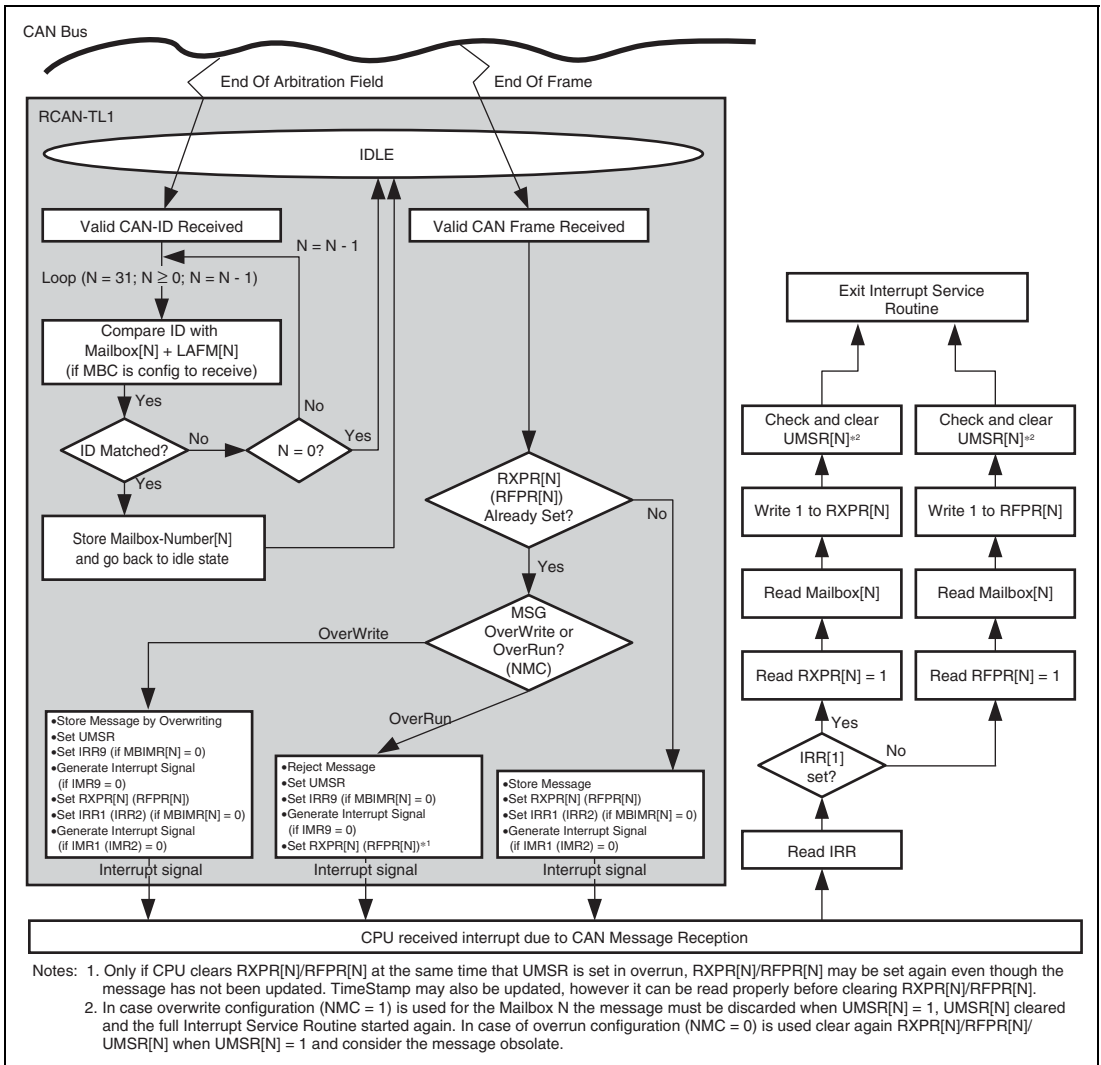 CAN Bus
End Of Arbitration Field
End Of Frame
RCAN-TL1
IDLE
Valid CAN-ID Received
Valid CAN Frame Received
N = N - 1
Loop (N = 31; N ≥ 0; N = N - 1)
Compare ID with
Mailbox[N] + LAFM[N]
(if MBC is config to receive)
Yes
ID Matched?
No
N = 0?
No
Yes
Yes
Store Mailbox-Number[N]
and go back to idle state
RXPR[N]
(RFPR[N])
Already Set?
No
Yes
MSG
OverWrite or
OverRun?
(NMC)
OverWrite
OverRun
•Store Message by Overwriting
•Set UMSR
•Set IRR9 (if MBIMR[N] = 0)
•Generate Interrupt Signal
(if IMR9 = 0)
•Set RXPR[N] (RFPR[N])
•Set IRR1 (IRR2) (if MBIMR[N] = 0)
•Generate Interrupt Signal
(if IMR1 (IMR2) = 0)
•Reject Message
•Set UMSR
•Set IRR9 (if MBIMR[N] = 0)
•Generate Interrupt Signal
(if IMR9 = 0)
•Set RXPR[N] (RFPR[N])*1
•Store Message
•Set RXPR[N] (RFPR[N])
•Set IRR1 (IRR2) (if MBIMR[N] = 0)
•Generate Interrupt Signal
(if IMR1 (IMR2) = 0)
Interrupt signal
Interrupt signal
Interrupt signal
Exit Interrupt Service
Routine
Check and clear
UMSR[N]*2
Check and clear
UMSR[N]*2
Write 1 to RXPR[N]
Write 1 to RFPR[N]
Read Mailbox[N]
Read Mailbox[N]
Read RXPR[N] = 1
Read RFPR[N] = 1
Yes
IRR[1]
set?
No
Read IRR
CPU received interrupt due to CAN Message Reception
Notes: 1. Only if CPU clears RXPR[N]/RFPR[N] at the same time that UMSR is set in overrun, RXPR[N]/RFPR[N] may be set again even though the
message has not been updated. TimeStamp may also be updated, however it can be read properly before clearing RXPR[N]/RFPR[N].
2. In case overwrite configuration (NMC = 1) is used for the Mailbox N the message must be discarded when UMSR[N] = 1, UMSR[N] cleared
and the full Interrupt Service Routine started again. In case of overrun configuration (NMC = 0) is used clear again RXPR[N]/RFPR[N]/
UMSR[N] when UMSR[N] = 1 and consider the message obsolate.